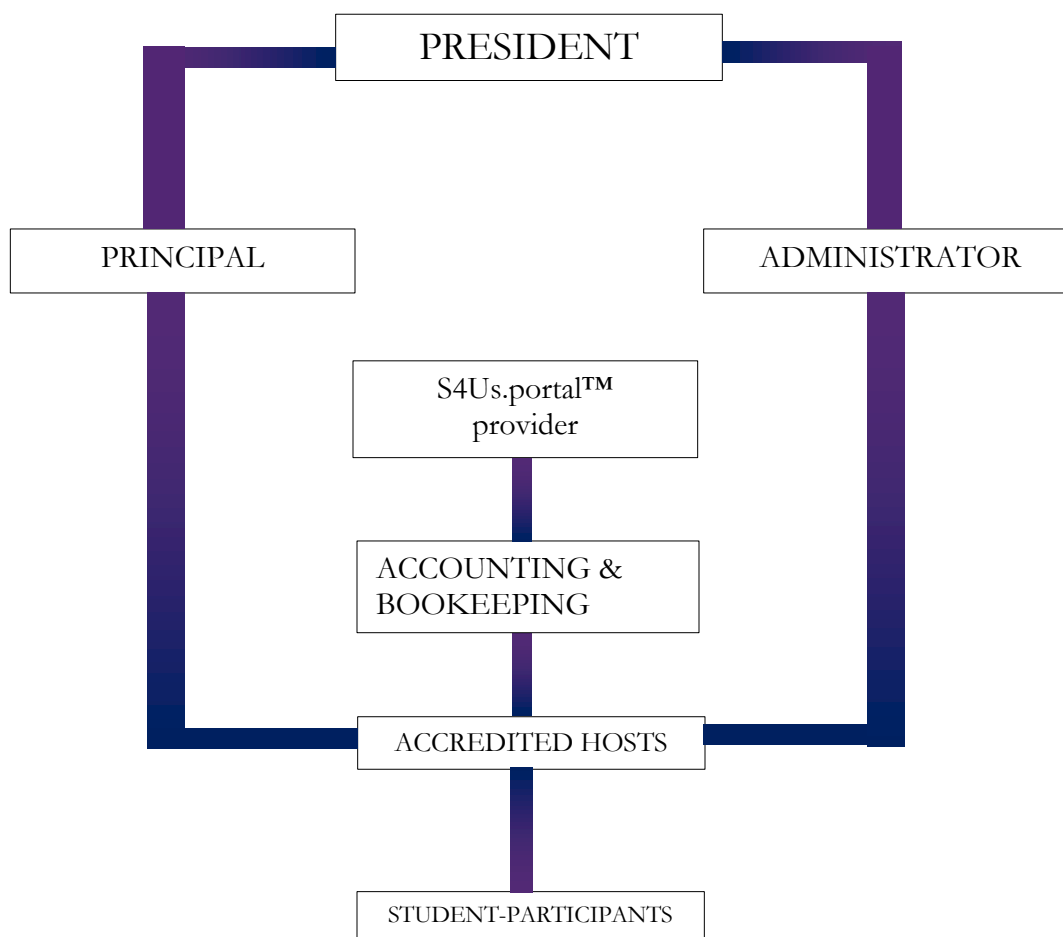 PRESIDENT
PRINCIPAL
ADMINISTRATOR
S4Us.portal™
provider
ACCOUNTING &
BOOKEEPING
ACCREDITED HOSTS
STUDENT-PARTICIPANTS